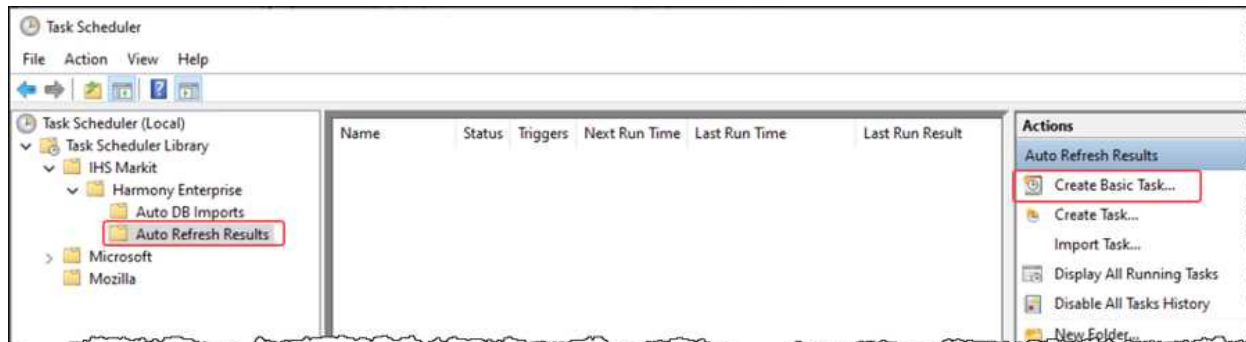 Task Scheduler
File Action View Help
Task Scheduler (Local)
Task Scheduler Library
IHS Markit
Harmony Enterprise
Auto DB Imports
Auto Refresh Results
Microsoft
Mozilla
Name Status Triggers Next Run Time Last Run Time Last Run Result
Actions
Auto Refresh Results
Create Basic Task...
Create Task...
Import Task...
Display All Running Tasks
Disable All Tasks History
New Folder...